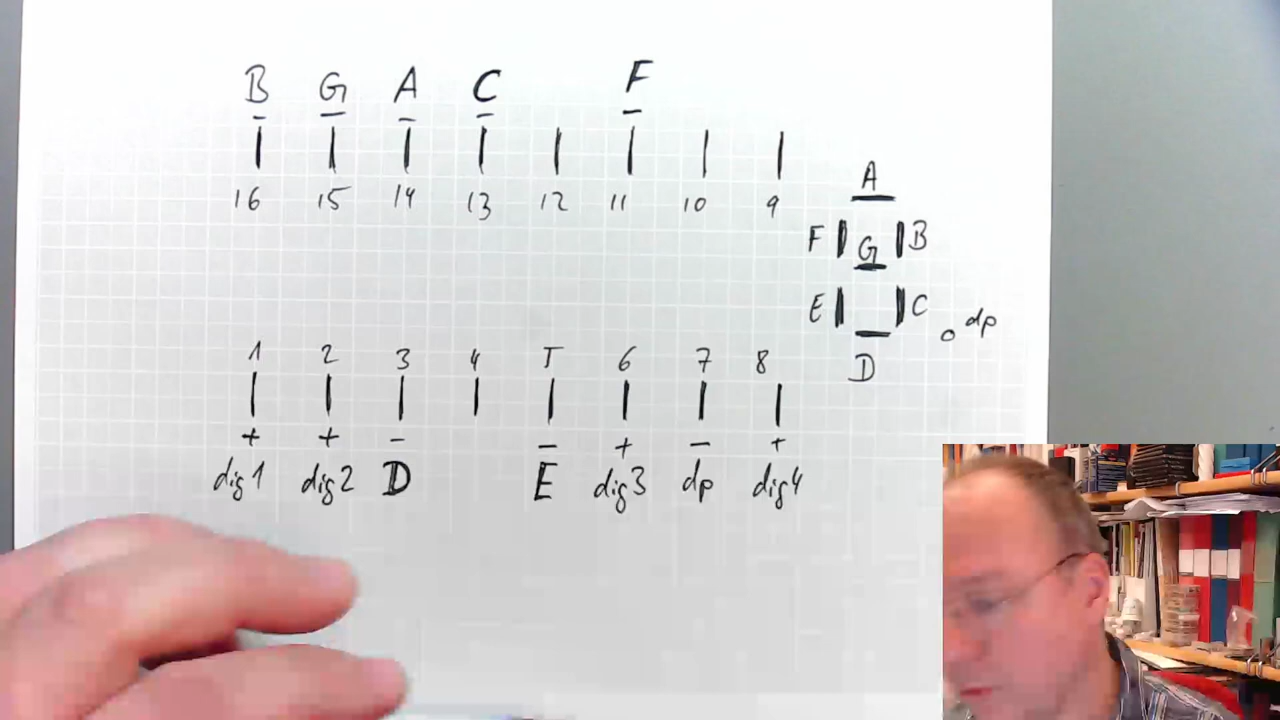 B G A C F
16 15 14 13 12 11 10 9
A
F G B
E C dp
D
1 2 3 4 5 6 7 8
+ + - - + - +
dig1 dig2 D E dig3 dp dig4